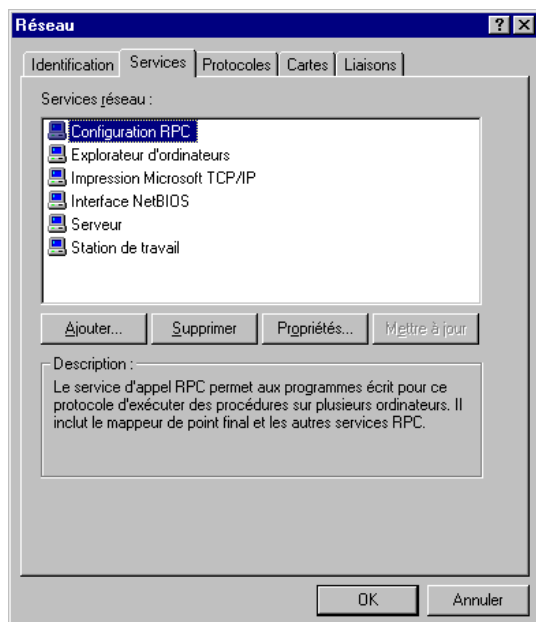 Réseau
Identification Services Protocoles Cartes Liaisons
Services réseau :
Configuration RPC
Explorateur d'ordinateurs
Impression Microsoft TCP/IP
Interface NetBIOS
Serveur
Station de travail
Ajouter... Supprimer Propriétés... Mettre à jour
Description :
Le service d'appel RPC permet aux programmes écrit pour ce
protocole d'exécuter des procédures sur plusieurs ordinateurs. Il
inclut le mappeur de point final et les autres services RPC.
OK Annuler